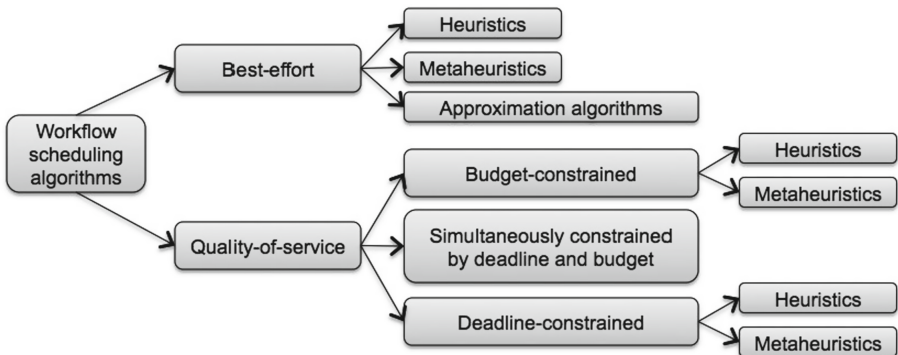 Workflow
scheduling
algorithms
Best-effort
Heuristics
Metaheuristics
Approximation algorithms
Quality-of-service
Budget-constrained
Heuristics
Metaheuristics
Simultaneously constrained
by deadline and budget
Deadline-constrained
Heuristics
Metaheuristics